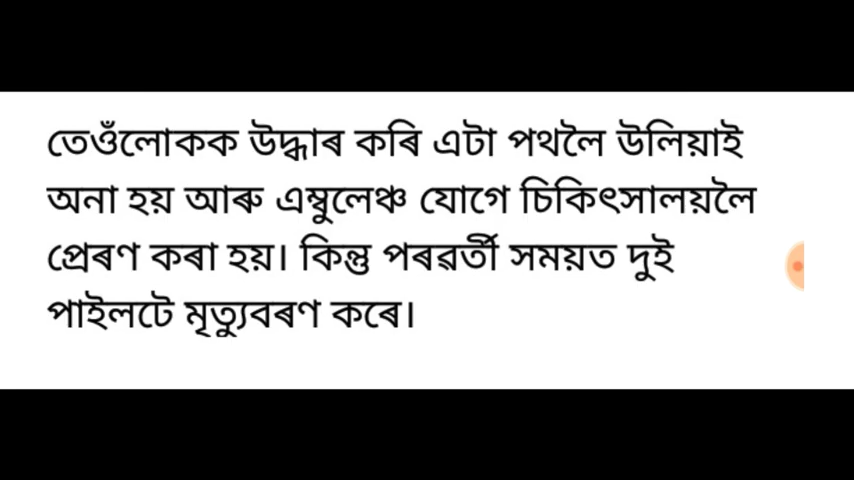 তেওঁলোকক উদ্ধাৰ কৰি এটা পথলৈ উলিয়াই
অনা হয় আৰু এম্বুলেঞ্চ যোগে চিকিৎসালয়লৈ
প্ৰেৰণ কৰা হয়। কিন্তু পৰৱৰ্তী সময়ত দুই
পাইলটে মৃত্যুবৰণ কৰে।